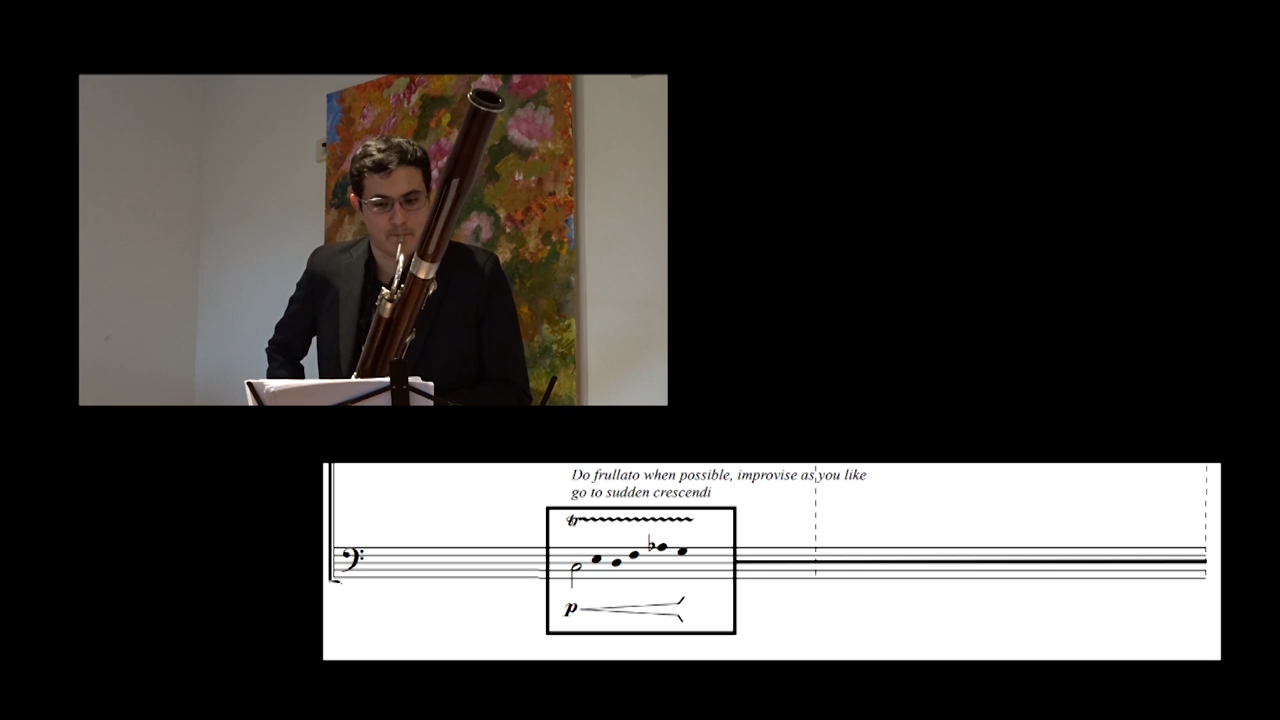 Do frullato when possible, improvise as you like
go to sudden crescendi
tr
p